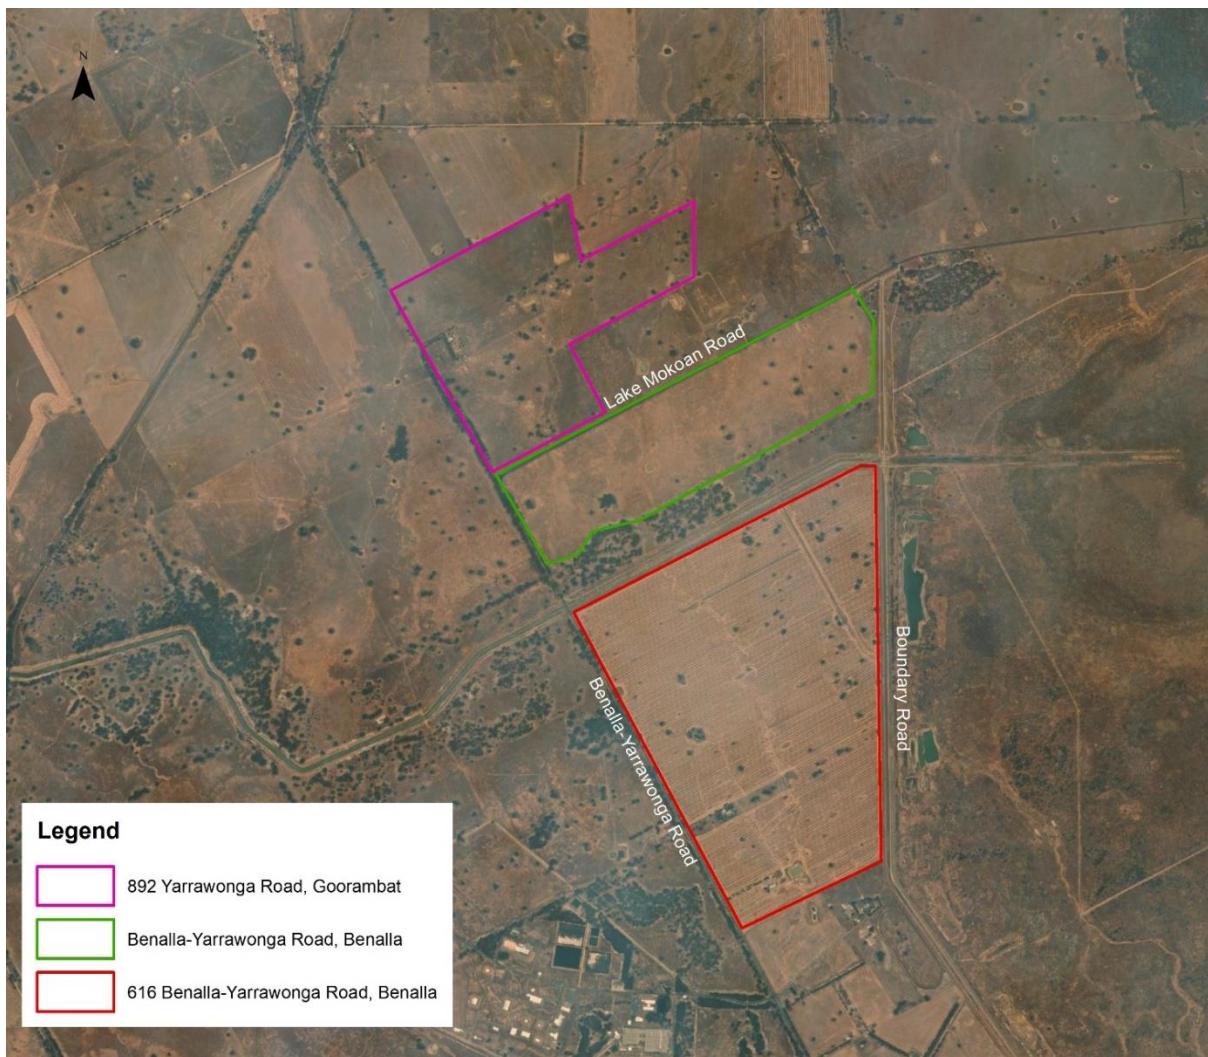 N
Lake Mokoan Road
Boundary Road
Benalla-Yarrawonga Road
Legend
892 Yarrawonga Road, Goorambat
Benalla-Yarrawonga Road, Benalla
616 Benalla-Yarrawonga Road, Benalla